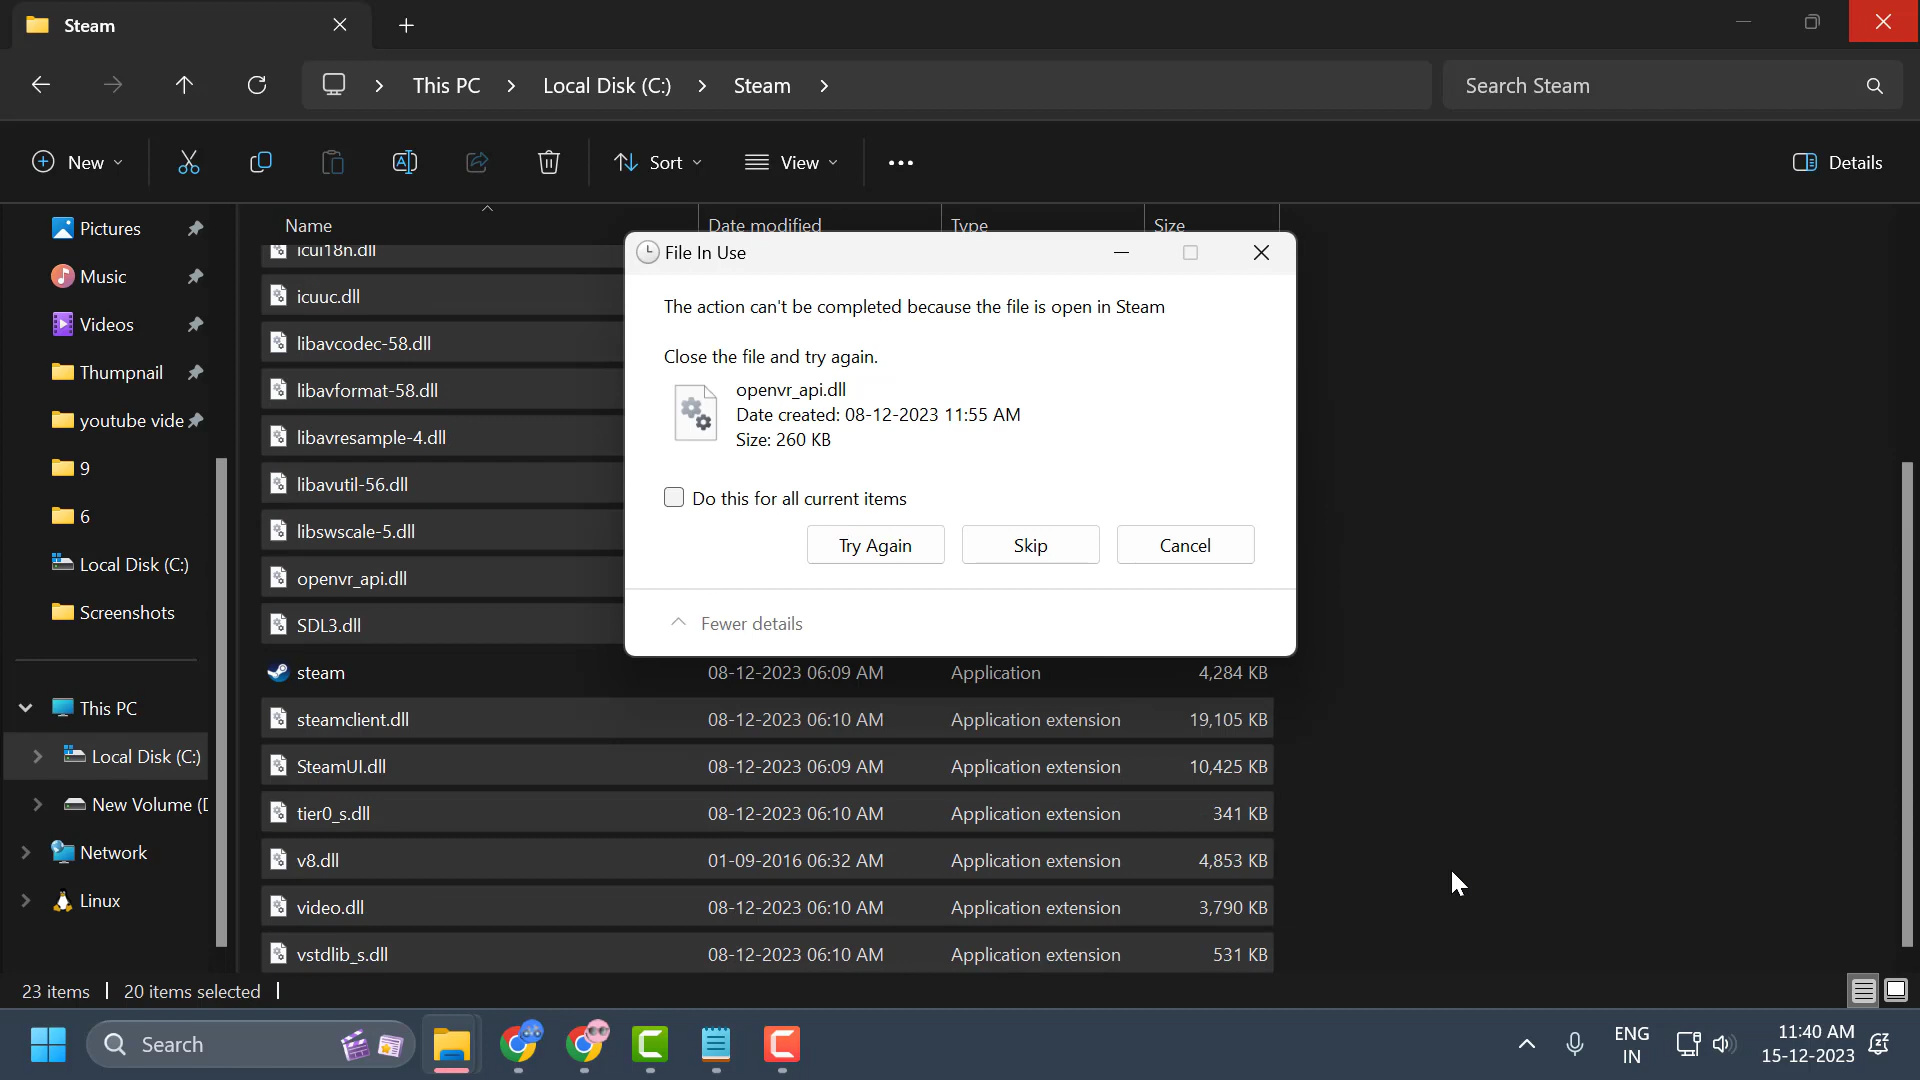 Steam
This PC
Local Disk (C:)
Steam
Search Steam
New
Sort
View
Details
Pictures
Music
Videos
Thumpnail
youtube vide
9
6
Local Disk (C:)
Screenshots
This PC
Local Disk (C:)
New Volume (D
Network
Linux
Name Date modified Type Size
icui18n.dll
icuuc.dll
libavcodec-58.dll
libavformat-58.dll
libavresample-4.dll
libavutil-56.dll
libswscale-5.dll
openvr_api.dll
SDL3.dll
steam 08-12-2023 06:09 AM Application 4,284 KB
steamclient.dll 08-12-2023 06:10 AM Application extension 19,105 KB
SteamUI.dll 08-12-2023 06:09 AM Application extension 10,425 KB
tier0_s.dll 08-12-2023 06:10 AM Application extension 341 KB
v8.dll 01-09-2016 06:32 AM Application extension 4,853 KB
video.dll 08-12-2023 06:10 AM Application extension 3,790 KB
vstdlib_s.dll 08-12-2023 06:10 AM Application extension 531 KB
File In Use
The action can't be completed because the file is open in Steam
Close the file and try again.
openvr_api.dll
Date created: 08-12-2023 11:55 AM
Size: 260 KB
Do this for all current items
Try Again Skip Cancel
Fewer details
23 items 20 items selected
Search
ENG
IN
11:40 AM
15-12-2023